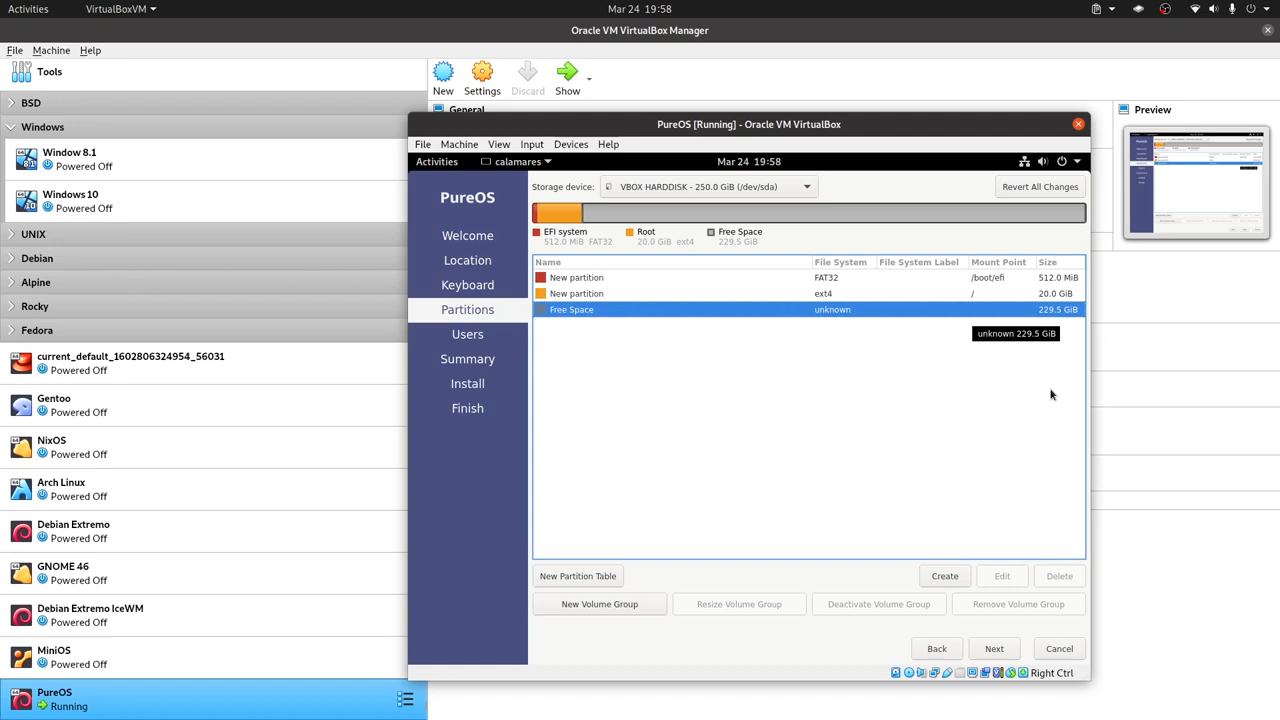 Activities VirtualBoxVM Mar 24 19:58
Oracle VM VirtualBox Manager
File Machine Help
Tools
New Settings Discard Show
BSD
General
Preview
Windows
Window 8.1
Powered Off
Windows 10
Powered Off
UNIX
Debian
Alpine
Rocky
Fedora
current_default_1602806324954_56031
Powered Off
Gentoo
Powered Off
NixOS
Powered Off
Arch Linux
Powered Off
Debian Extremo
Powered Off
GNOME 46
Powered Off
Debian Extremo IceWM
Powered Off
MiniOS
Powered Off
PureOS
Running
PureOS [Running] - Oracle VM VirtualBox
File Machine View Input Devices Help
Activities calamares Mar 24 19:58
PureOS
Welcome
Location
Keyboard
Partitions
Users
Summary
Install
Finish
Storage device: VBOX HARDDISK - 250.0 GiB (/dev/sda) Revert All Changes
EFI system Root Free Space
512.0 MiB FAT32 20.0 GiB ext4 229.5 GiB
Name File System File System Label Mount Point Size
New partition FAT32 /boot/efi 512.0 MiB
New partition ext4 / 20.0 GiB
Free Space unknown 229.5 GiB
unknown 229.5 GiB
New Partition Table Create Edit Delete
New Volume Group Resize Volume Group Deactivate Volume Group Remove Volume Group
Back Next Cancel
Right Ctrl